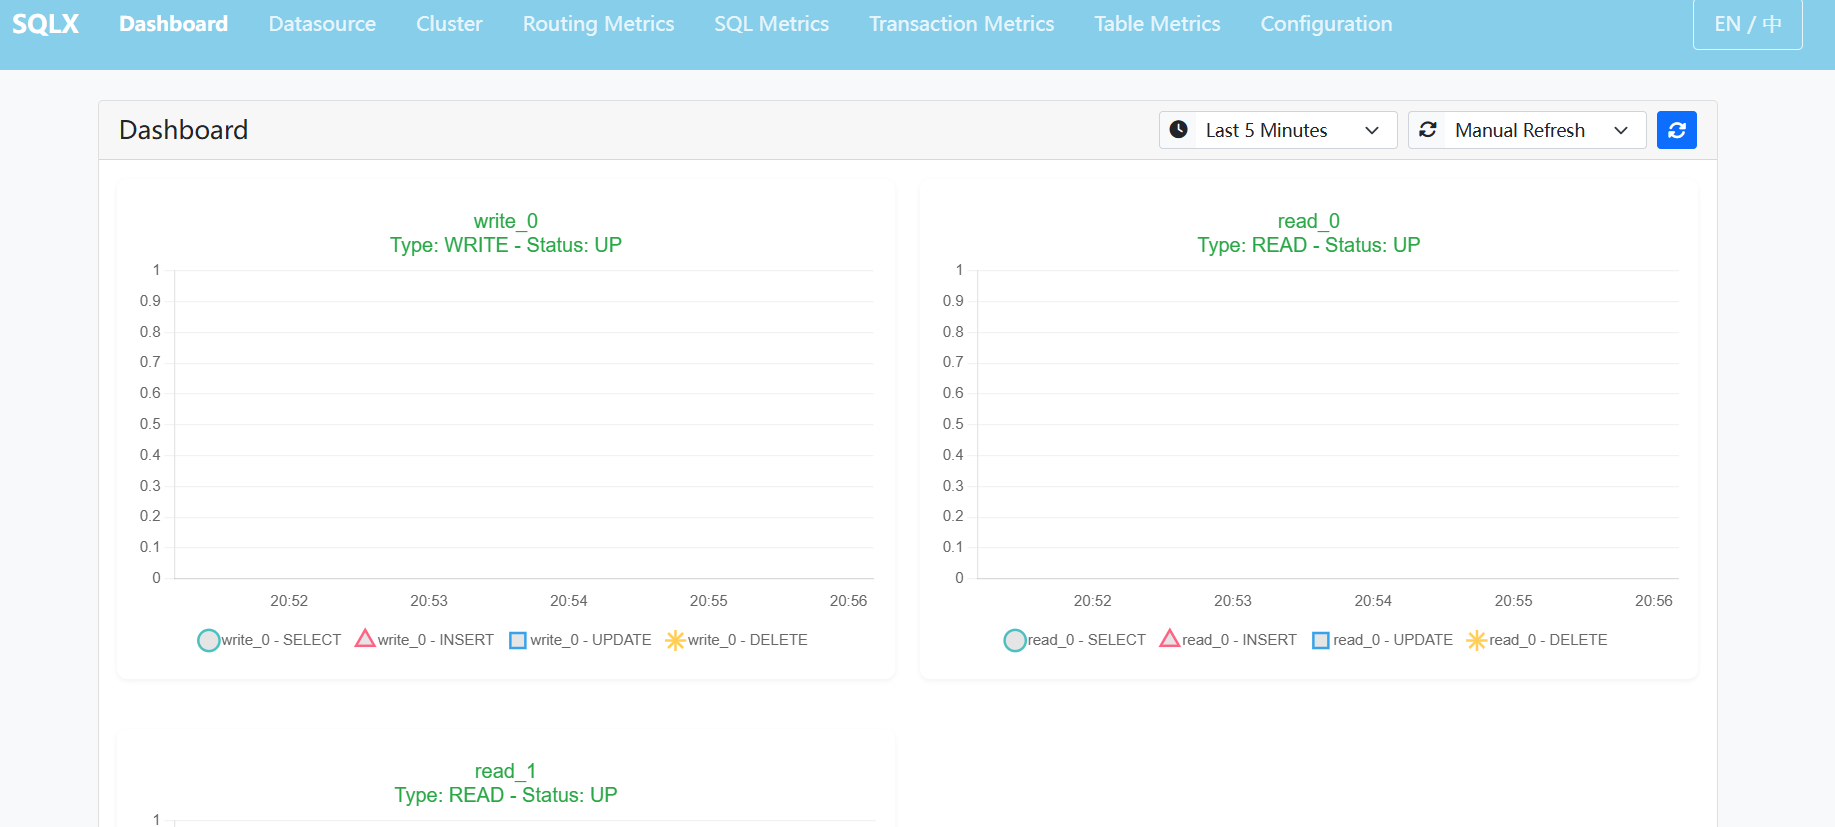 SQLX Dashboard Datasource Cluster Routing Metrics SQL Metrics Transaction Metrics Table Metrics Configuration EN / 中
Dashboard Last 5 Minutes Manual Refresh
write_0
Type: WRITE - Status: UP
1
0.9
0.8
0.7
0.6
0.5
0.4
0.3
0.2
0.1
0
20:52 20:53 20:54 20:55 20:56
write_0 - SELECT write_0 - INSERT write_0 - UPDATE write_0 - DELETE
read_0
Type: READ - Status: UP
1
0.9
0.8
0.7
0.6
0.5
0.4
0.3
0.2
0.1
0
20:52 20:53 20:54 20:55 20:56
read_0 - SELECT read_0 - INSERT read_0 - UPDATE read_0 - DELETE
read_1
Type: READ - Status: UP
1